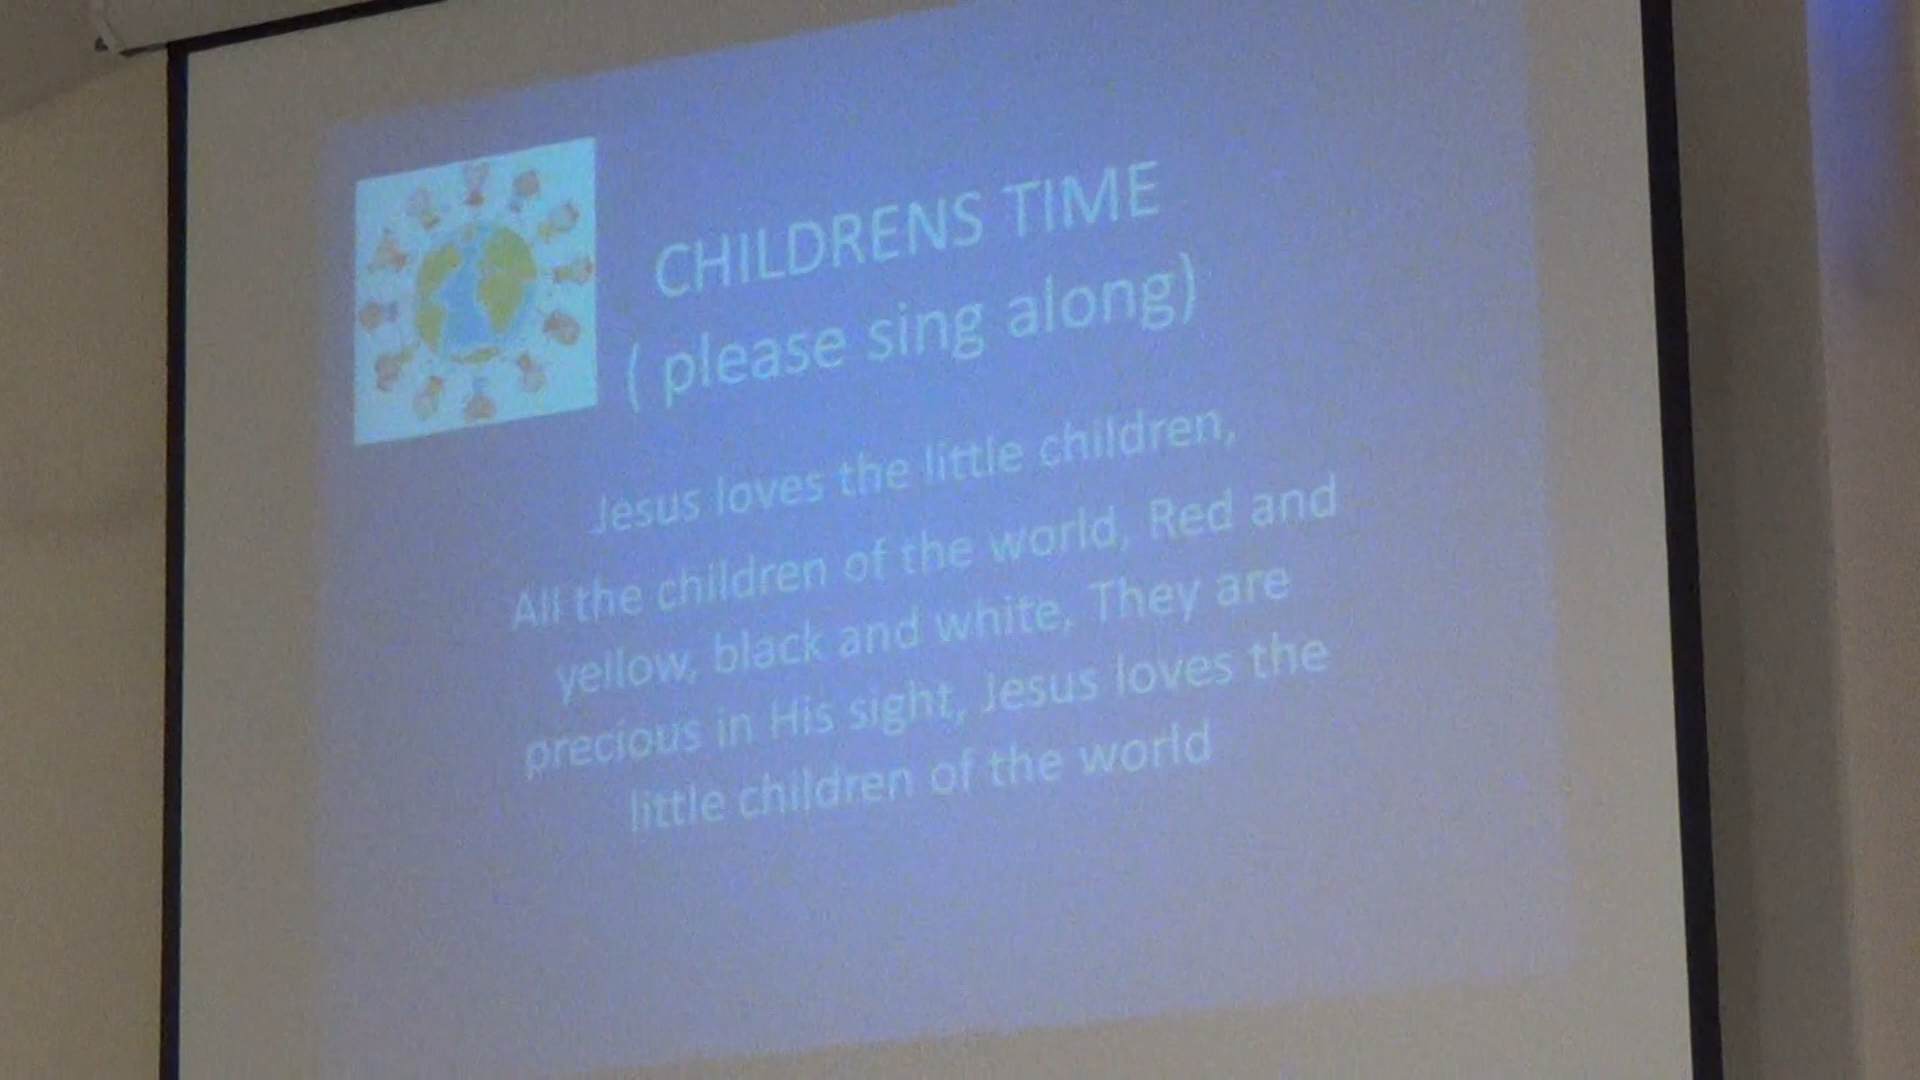 CHILDRENS TIME
( please sing along)
Jesus loves the little children,
All the children of the world, Red and
yellow, black and white, They are
precious in His sight, Jesus loves the
little children of the world